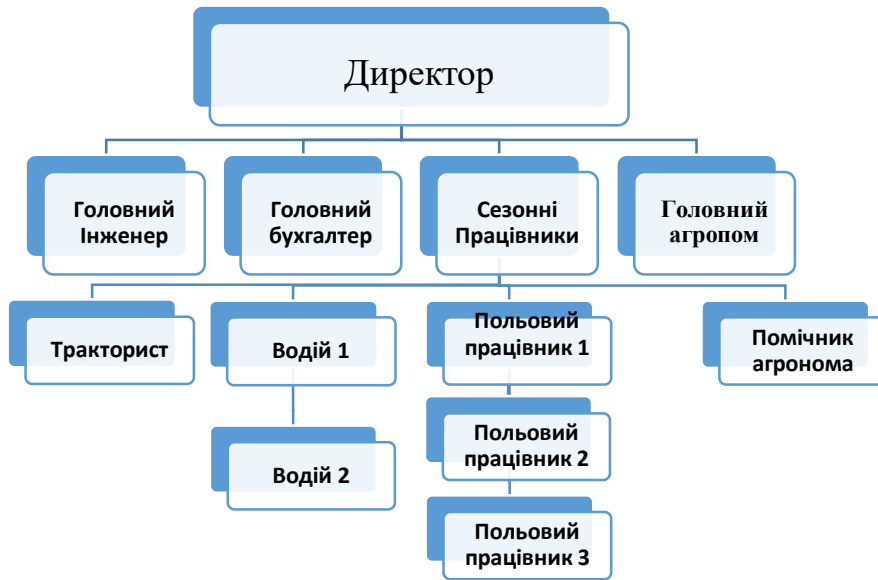 Директор
Головний
Інженер
Головний
бухгалтер
Сезонні
Працівники
Головний
агропом
Тракторист
Водій 1
Польовий
працівник 1
Помічник
агронома
Водій 2
Польовий
працівник 2
Польовий
працівник 3